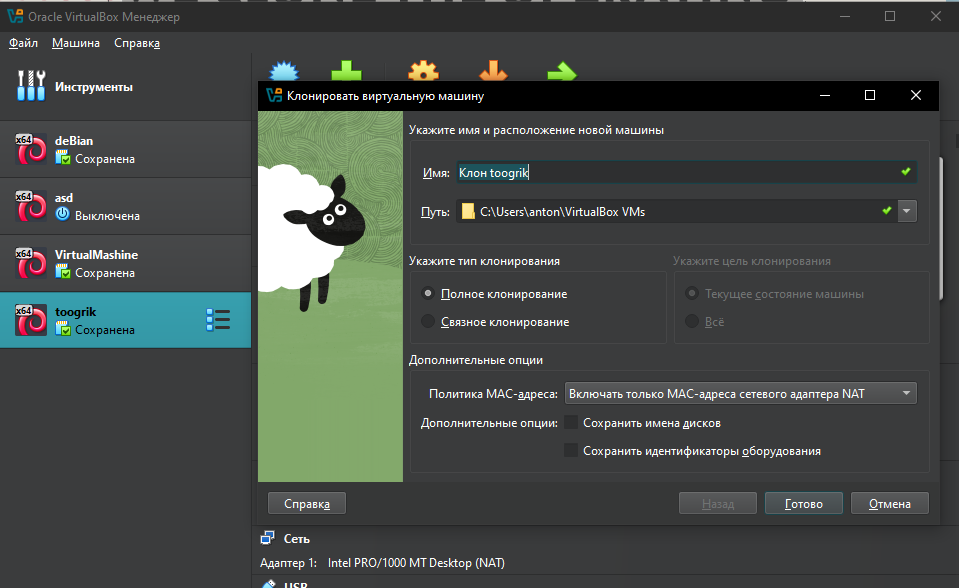 Oracle VirtualBox Менеджер
Файл Машина Справка
Инструменты
x64
deBian
Сохранена
x64
asd
Выключена
x64
VirtualMashine
Сохранена
x64
toogrik
Сохранена
Клонировать виртуальную машину
Укажите имя и расположение новой машины
Имя: Клон toogrik
Путь: C:\Users\anton\VirtualBox VMs
Укажите тип клонирования
Полное клонирование
Связное клонирование
Укажите цель клонирования
Текущее состояние машины
Всё
Дополнительные опции
Политика MAC-адреса: Включать только MAC-адреса сетевого адаптера NAT
Дополнительные опции: Сохранить имена дисков
Сохранить идентификаторы оборудования
Справка Назад Готово Отмена
Сеть
Адаптер 1: Intel PRO/1000 MT Desktop (NAT)
USB